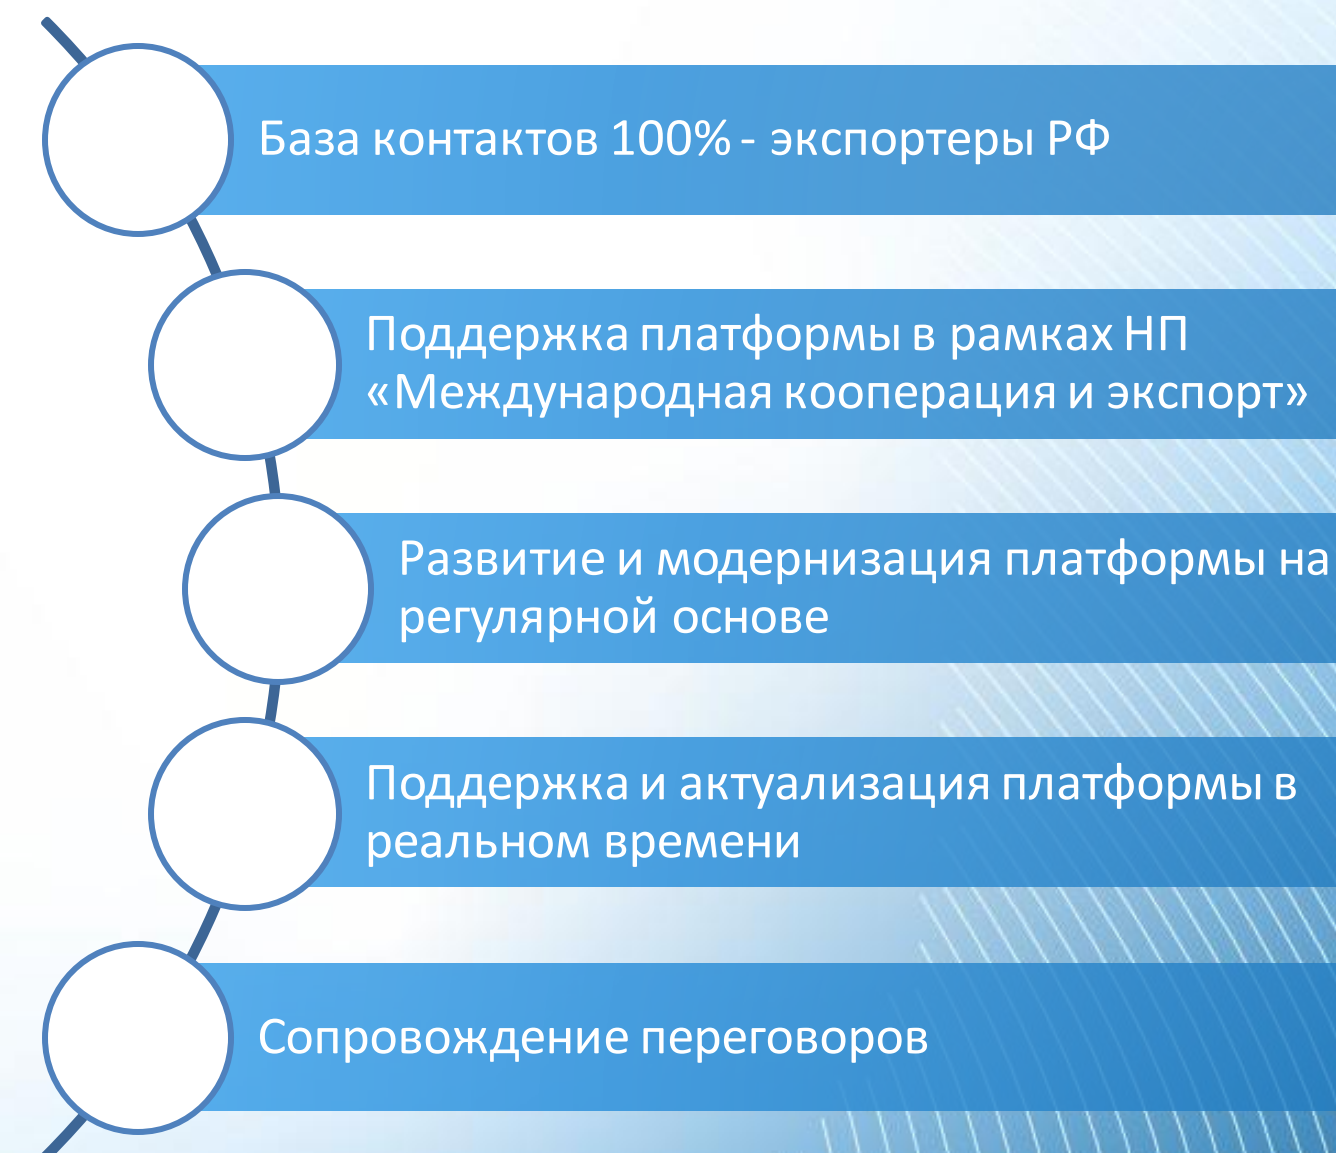 База контактов 100% - экспортеры РФ
Поддержка платформы в рамках НП
«Международная кооперация и экспорт»
Развитие и модернизация платформы на
регулярной основе
Поддержка и актуализация платформы в
реальном времени
Сопровождение переговоров